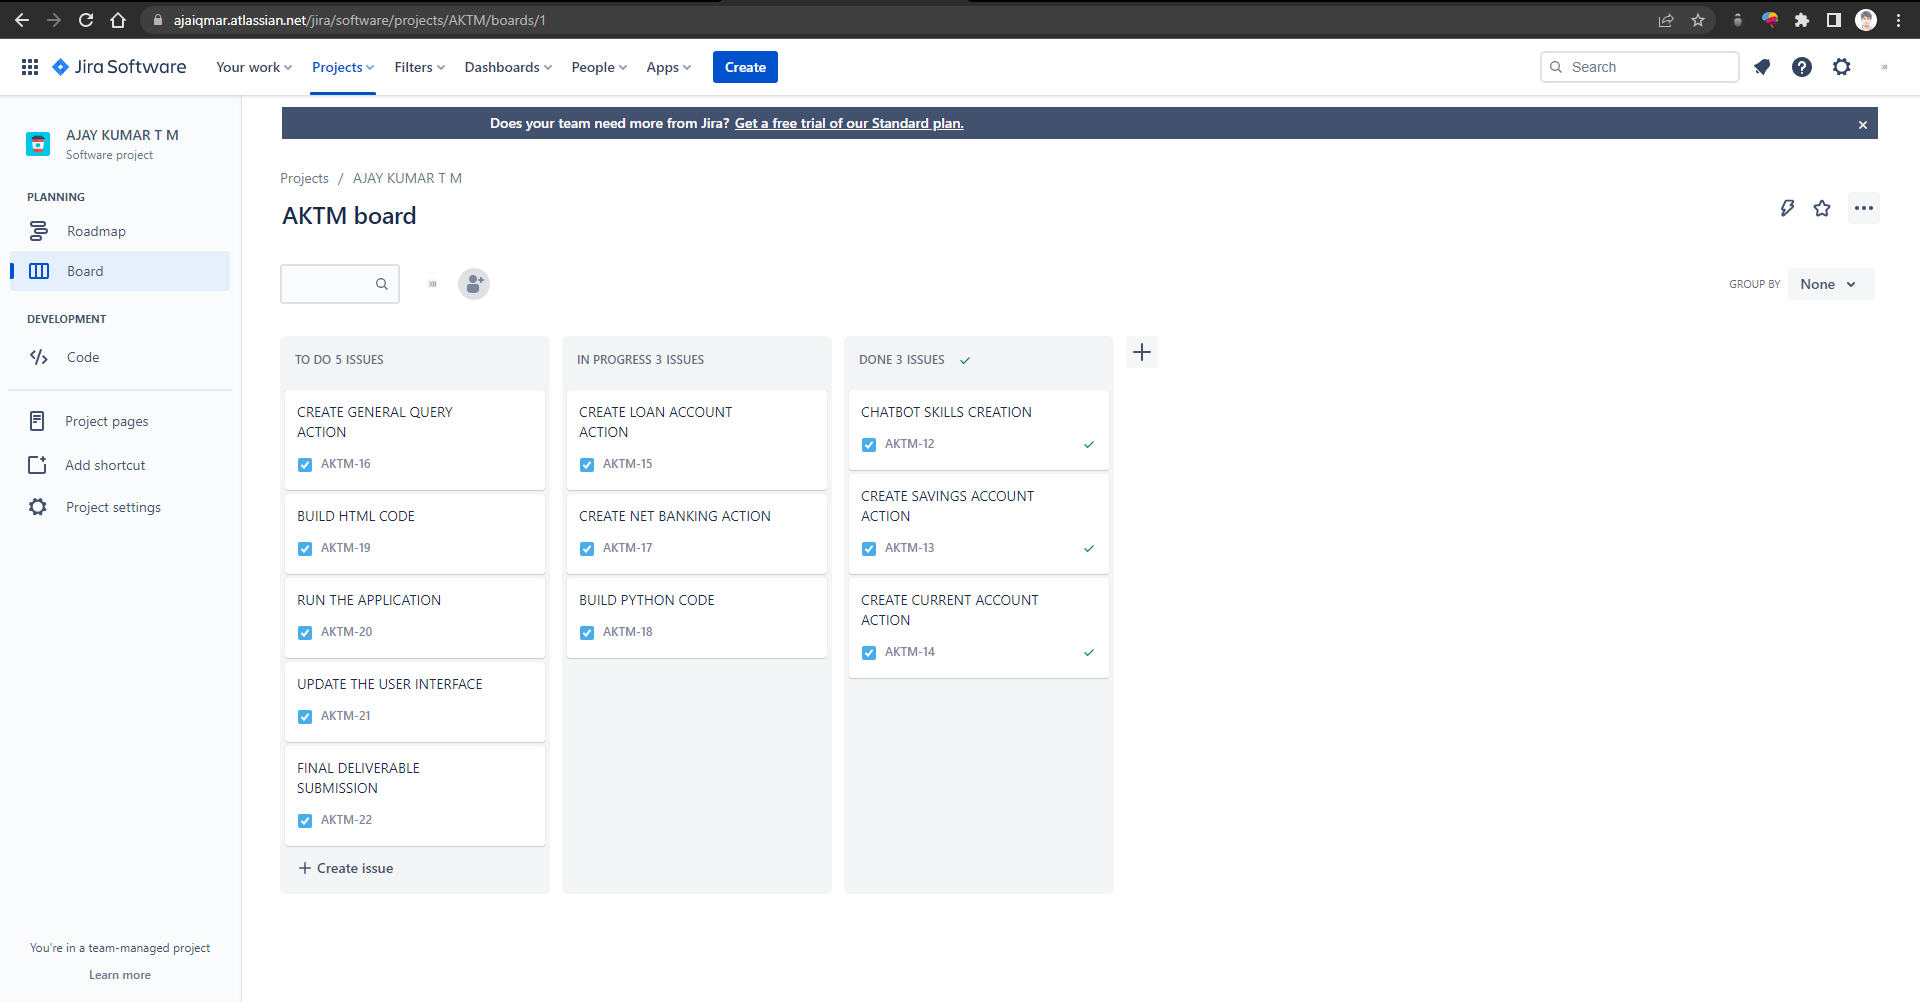 ajaiqmar.atlassian.net/jira/software/projects/AKTM/boards/1
Jira Software
Your work
Projects
Filters
Dashboards
People
Apps
Create
Search
AJAY KUMAR T M
Software project
PLANNING
Roadmap
Board
DEVELOPMENT
Code
Project pages
Add shortcut
Project settings
You're in a team-managed project
Learn more
Does your team need more from Jira? Get a free trial of our Standard plan.
Projects / AJAY KUMAR T M
AKTM board
GROUP BY None
TO DO 5 ISSUES
CREATE GENERAL QUERY
ACTION
AKTM-16
BUILD HTML CODE
AKTM-19
RUN THE APPLICATION
AKTM-20
UPDATE THE USER INTERFACE
AKTM-21
FINAL DELIVERABLE
SUBMISSION
AKTM-22
Create issue
IN PROGRESS 3 ISSUES
CREATE LOAN ACCOUNT
ACTION
AKTM-15
CREATE NET BANKING ACTION
AKTM-17
BUILD PYTHON CODE
AKTM-18
DONE 3 ISSUES
CHATBOT SKILLS CREATION
AKTM-12
CREATE SAVINGS ACCOUNT
ACTION
AKTM-13
CREATE CURRENT ACCOUNT
ACTION
AKTM-14